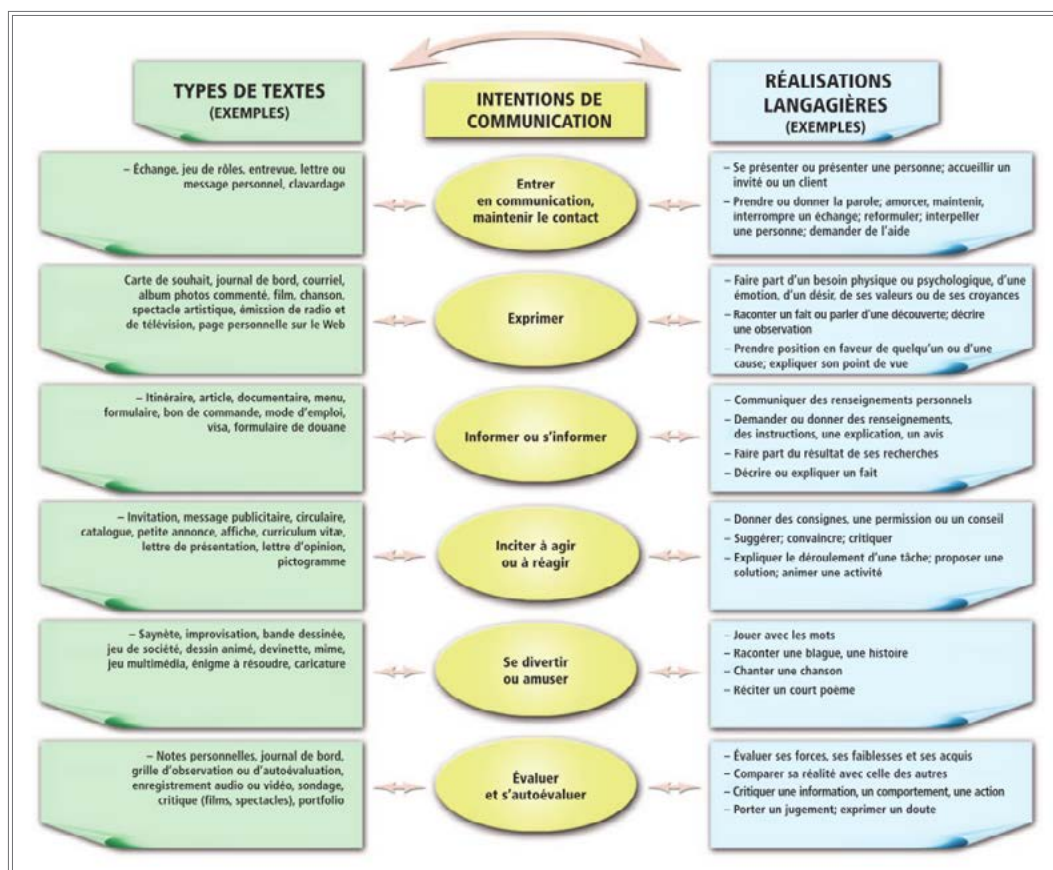 TYPES DE TEXTES
(EXEMPLES)
INTENTIONS DE
COMMUNICATION
RÉALISATIONS
LANGAGIÈRES
(EXEMPLES)
– Échange, jeu de rôles, entrevue, lettre ou
message personnel, clavardage
Entrer
en communication,
maintenir le contact
– Se présenter ou présenter une personne; accueillir un
invité ou un client
– Prendre ou donner la parole; amorcer, maintenir,
interrompre un échange; reformuler; interpeller
une personne; demander de l'aide
Carte de souhait, journal de bord, courriel,
album photos commenté, film, chanson,
spectacle artistique, émission de radio et
de télévision, page personnelle sur le Web
Exprimer
– Faire part d'un besoin physique ou psychologique, d'une
émotion, d'un désir, de ses valeurs ou de ses croyances
– Raconter un fait ou parler d'une découverte; décrire
une observation
– Prendre position en faveur de quelqu'un ou d'une
cause; expliquer son point de vue
– Itinéraire, article, documentaire, menu,
formulaire, bon de commande, mode d'emploi,
visa, formulaire de douane
Informer ou s'informer
– Communiquer des renseignements personnels
– Demander ou donner des renseignements,
des instructions, une explication, un avis
– Faire part du résultat de ses recherches
– Décrire ou expliquer un fait
– Invitation, message publicitaire, circulaire,
catalogue, petite annonce, affiche, curriculum vitæ,
lettre de présentation, lettre d'opinion,
pictogramme
Inciter à agir
ou à réagir
– Donner des consignes, une permission ou un conseil
– Suggérer; convaincre; critiquer
– Expliquer le déroulement d'une tâche; proposer une
solution; animer une activité
– Saynète, improvisation, bande dessinée,
jeu de société, dessin animé, devinette, mime,
jeu multimédia, énigme à résoudre, caricature
Se divertir
ou amuser
– Jouer avec les mots
– Raconter une blague, une histoire
– Chanter une chanson
– Réciter un court poème
– Notes personnelles, journal de bord,
grille d'observation ou d'autoévaluation,
enregistrement audio ou vidéo, sondage,
critique (films, spectacles), portfolio
Évaluer
et s'autoévaluer
– Évaluer ses forces, ses faiblesses et ses acquis
– Comparer sa réalité avec celle des autres
– Critiquer une information, un comportement, une action
– Porter un jugement; exprimer un doute